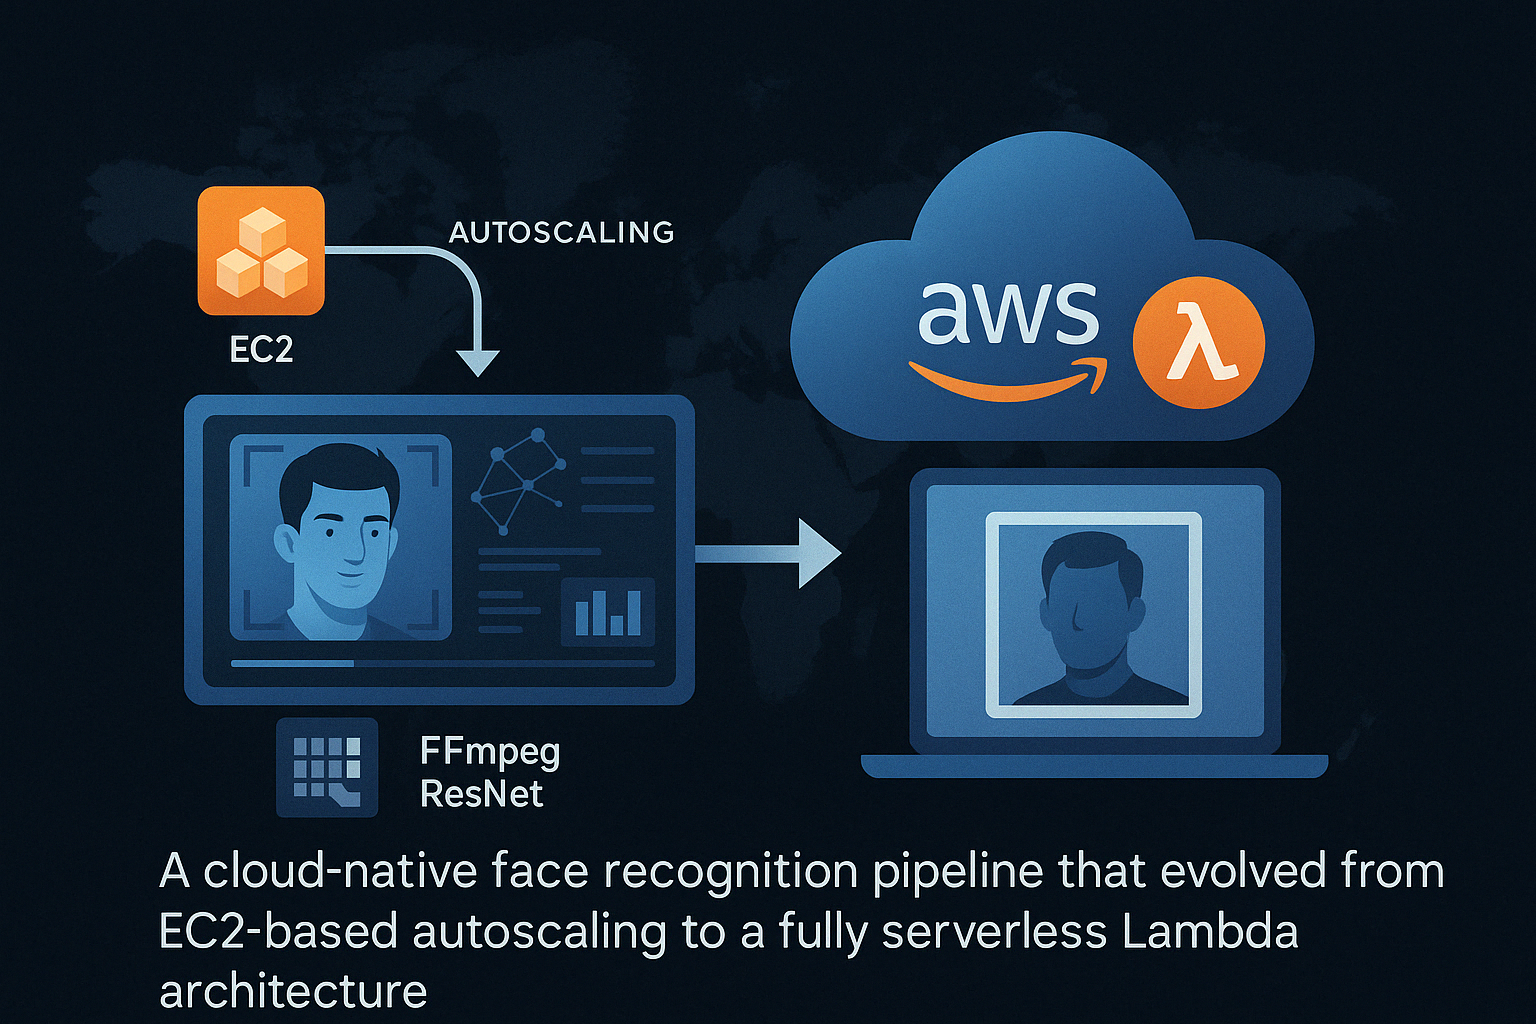 AUTOSCALING
EC2
aws
λ
FFmpeg
ResNet
A cloud-native face recognition pipeline that evolved from
EC2-based autoscaling to a fully serverless Lambda
architecture